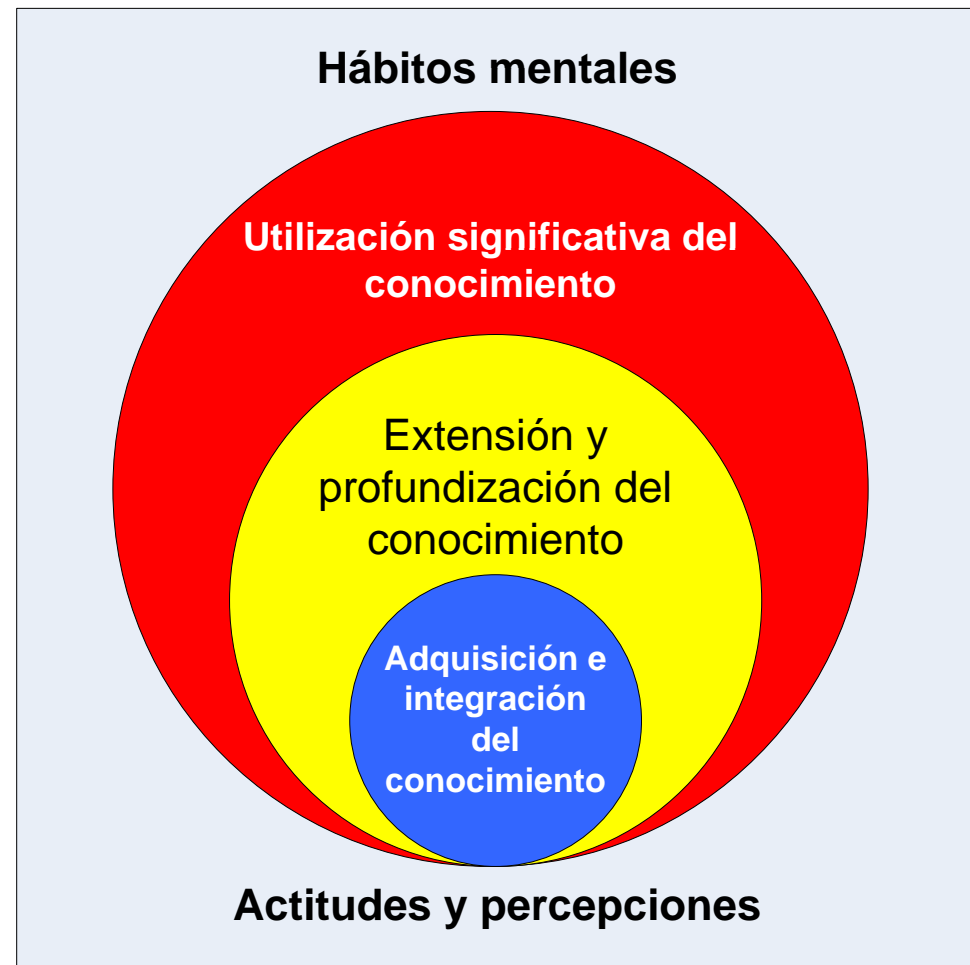 Hábitos mentales
Utilización significativa del
conocimiento
Extensión y
profundización del
conocimiento
Adquisición e
integración
del
conocimiento
Actitudes y percepciones